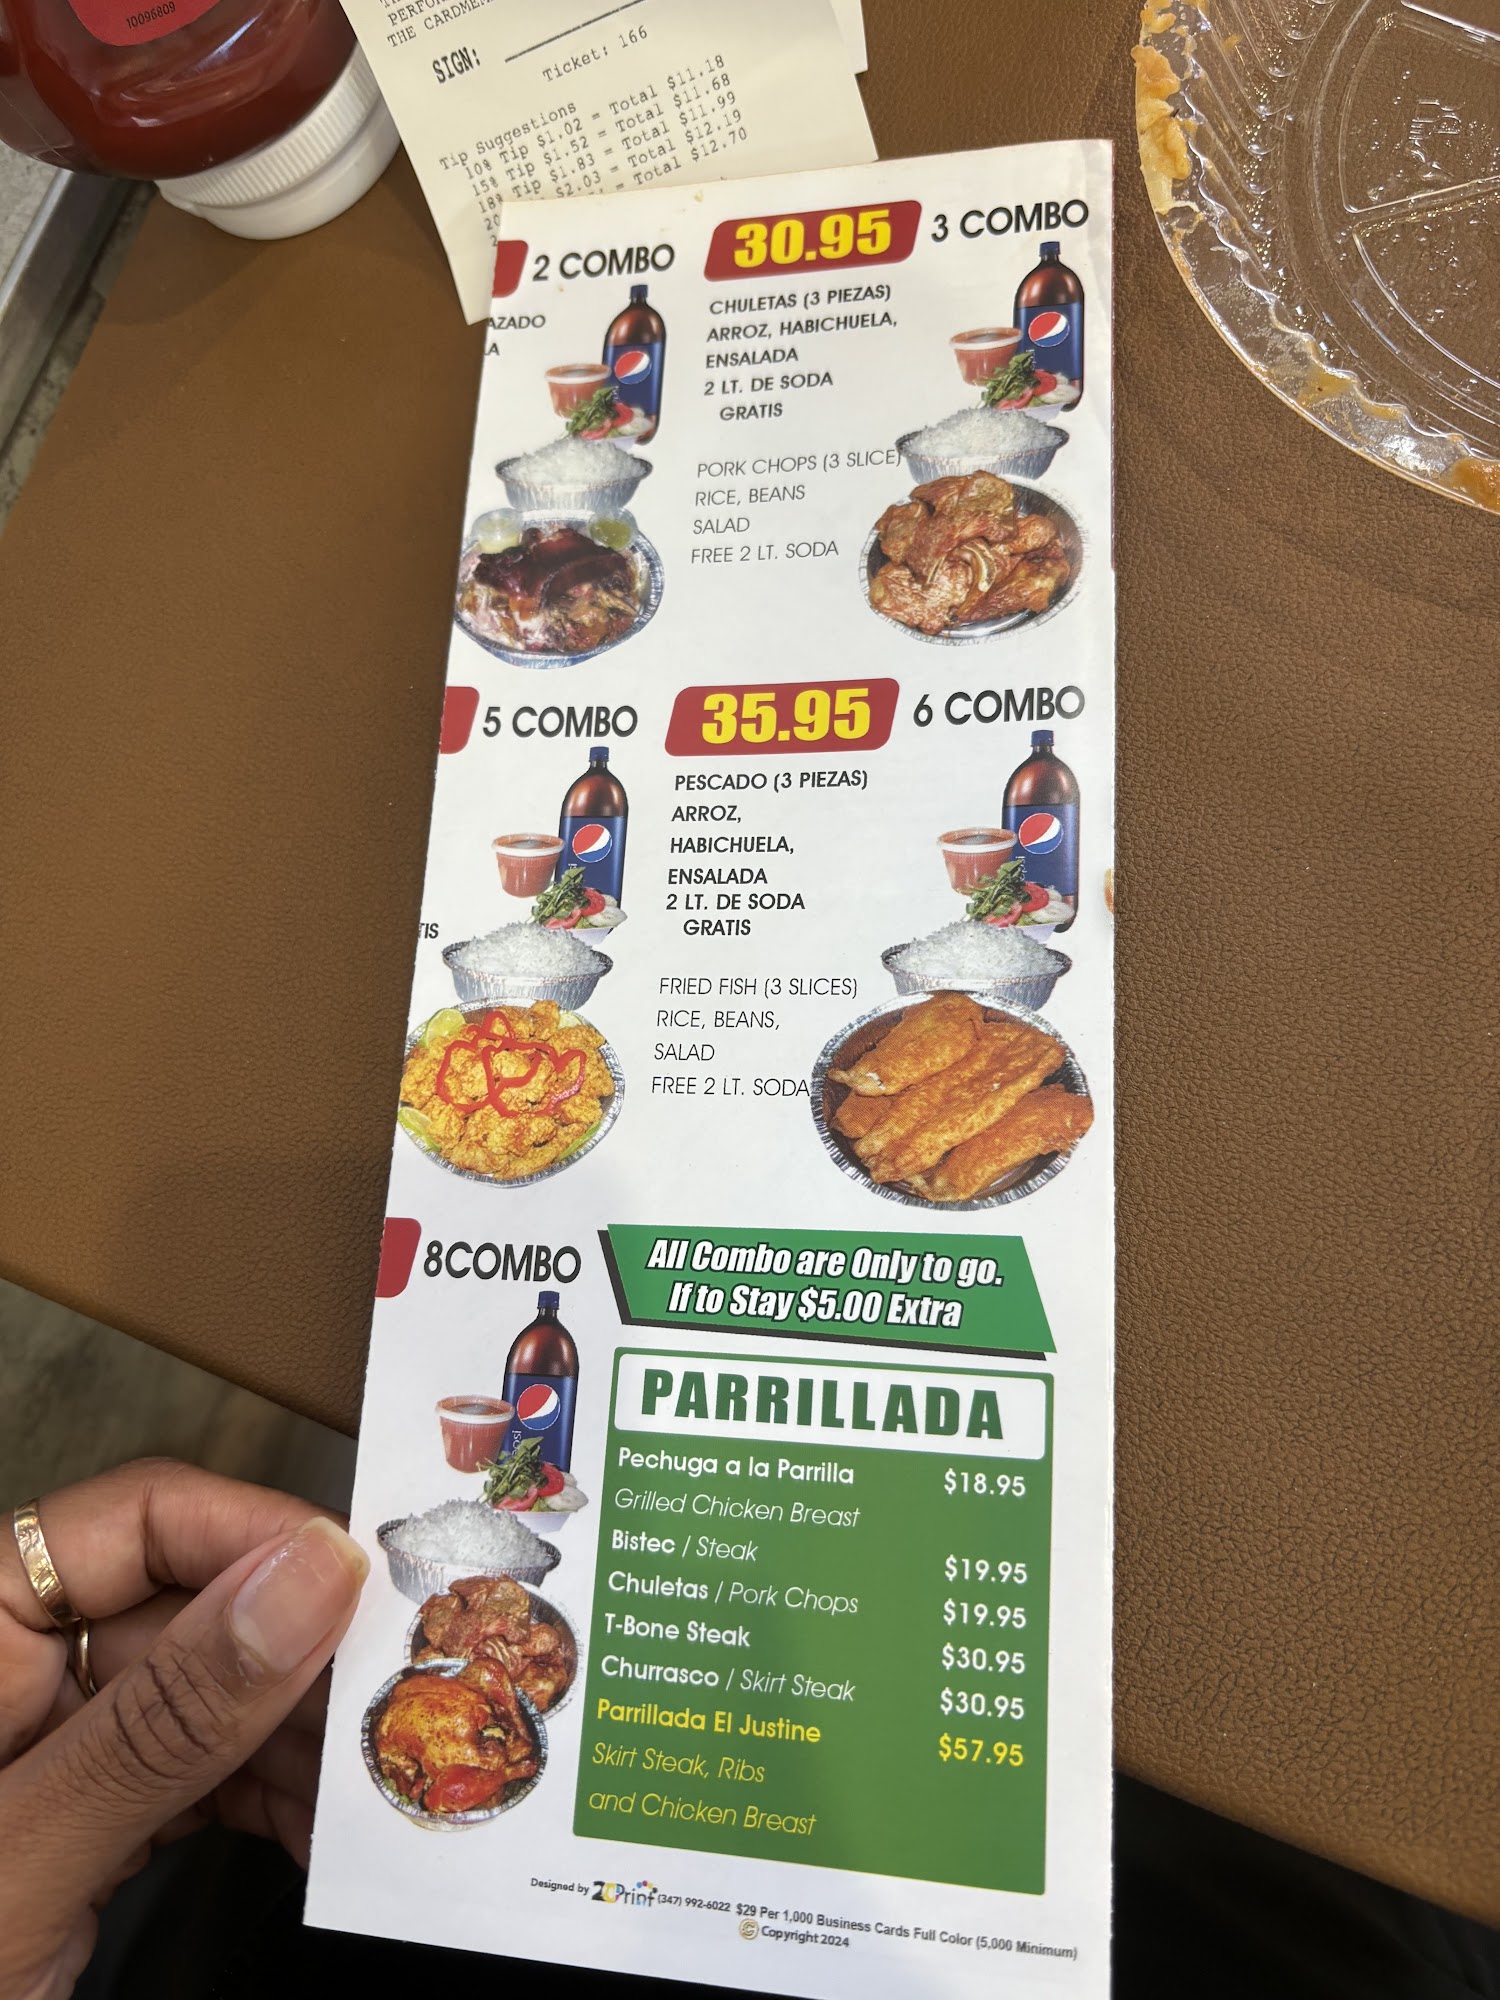 10096809
THE CARDMEM
SIGN:
Ticket: 166
Tip Suggestions
10% Tip $1.02 = Total $11.18
15% Tip $1.52 = Total $11.68
18% Tip $1.83 = Total $11.99
20 $2.03 = Total $12.19
2 = Total $12.70
2 COMBO
AZADO
LA
30.95 3 COMBO
CHULETAS (3 PIEZAS)
ARROZ, HABICHUELA,
ENSALADA
2 LT. DE SODA
GRATIS
PORK CHOPS (3 SLICE)
RICE, BEANS
SALAD
FREE 2 LT. SODA
5 COMBO
TIS
35.95 6 COMBO
PESCADO (3 PIEZAS)
ARROZ,
HABICHUELA,
ENSALADA
2 LT. DE SODA
GRATIS
FRIED FISH (3 SLICES)
RICE, BEANS,
SALAD
FREE 2 LT. SODA
8COMBO
All Combo are Only to go.
If to Stay $5.00 Extra
PARRILLADA
Pechuga a la Parrilla $18.95
Grilled Chicken Breast
Bistec / Steak $19.95
Chuletas / Pork Chops $19.95
T-Bone Steak $30.95
Churrasco / Skirt Steak $30.95
Parrillada El Justine $57.95
Skirt Steak, Ribs
and Chicken Breast
Designed by 2CPrint (347) 992-6022 $29 Per 1,000 Business Cards Full Color (5,000 Minimum)
© Copyright 2024